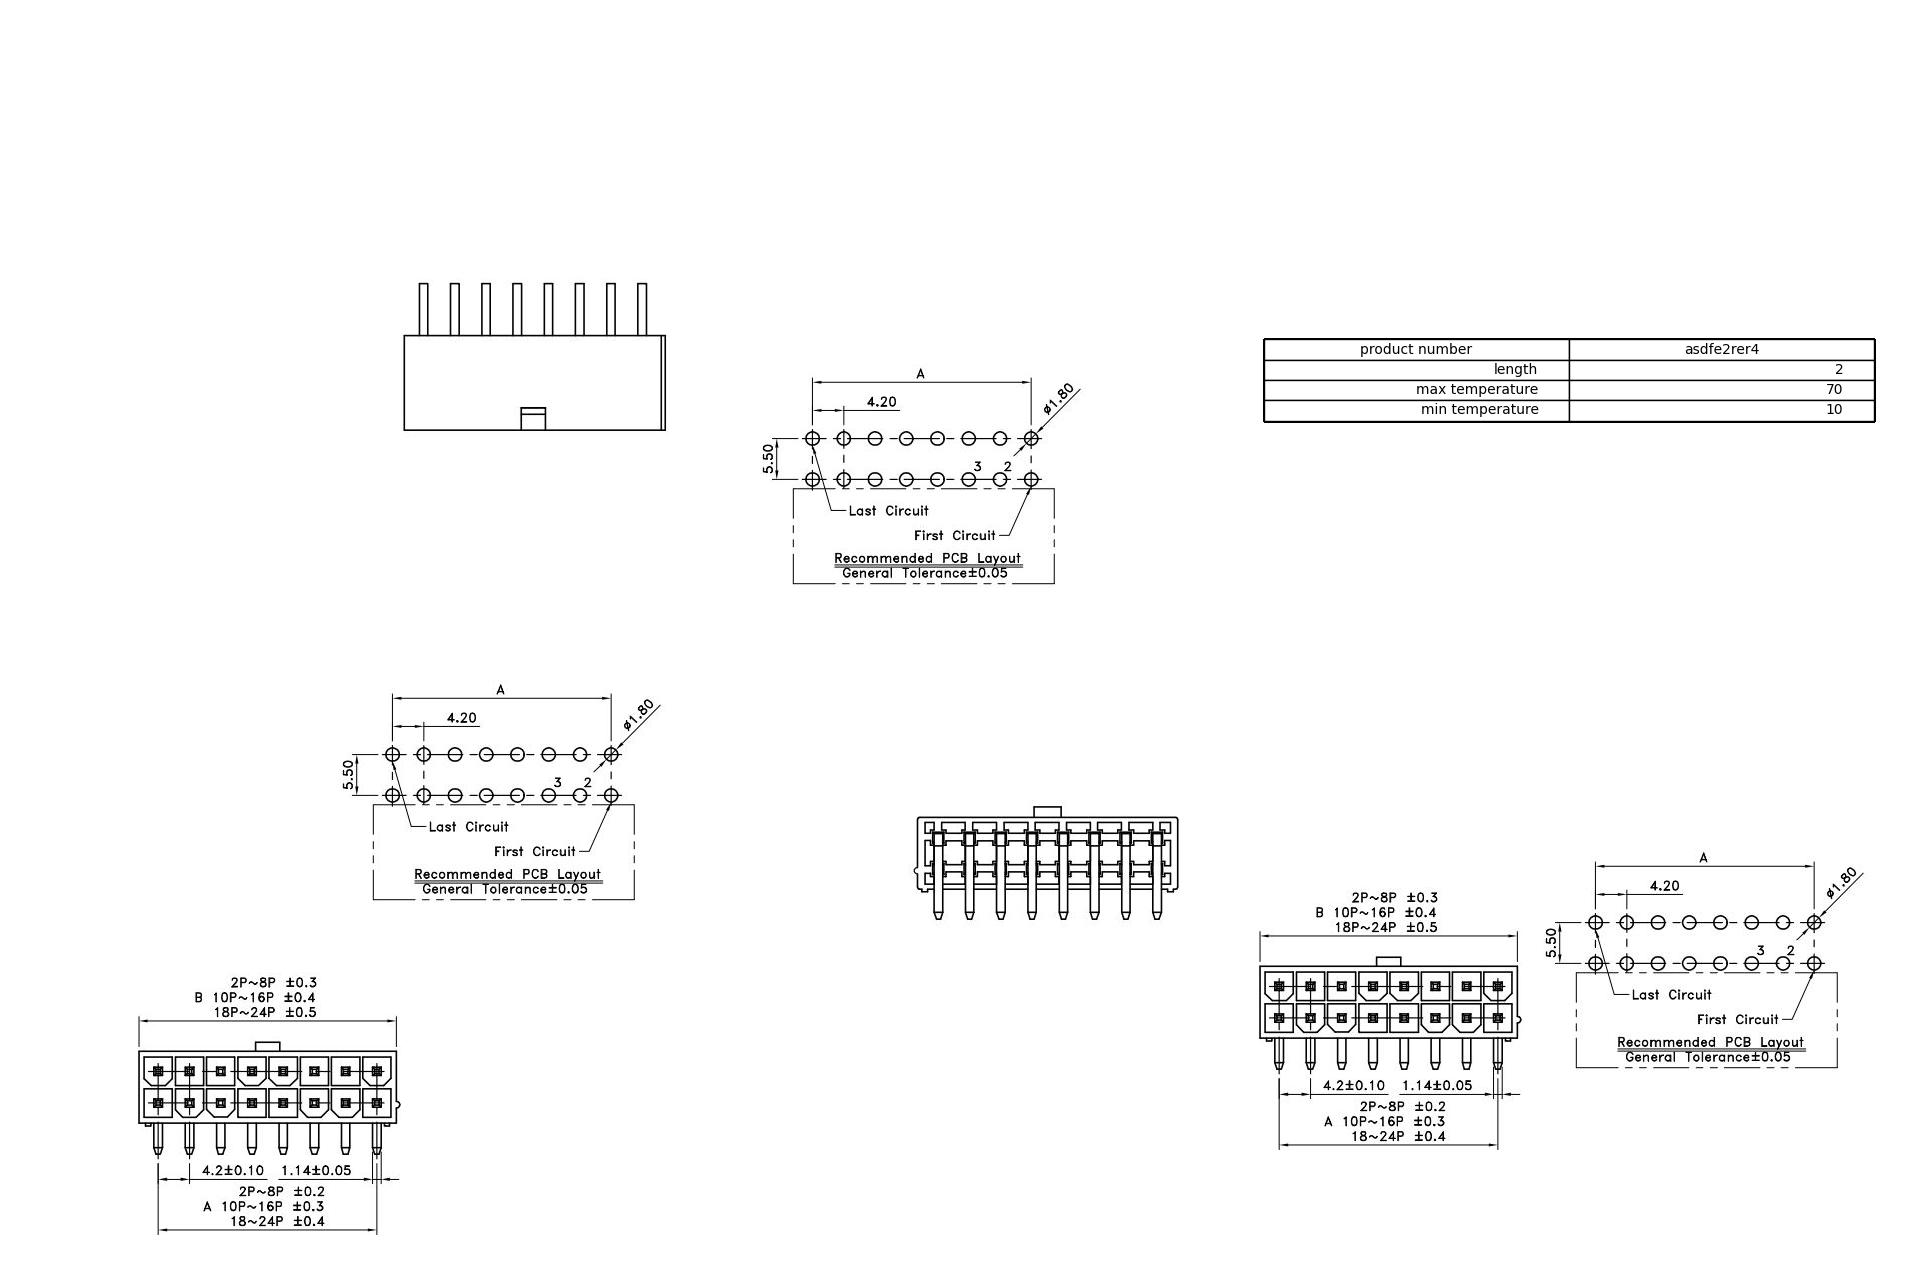 product number asdfe2rer4
length 2
max temperature 70
min temperature 10
A
4.20
ø1.80
5.50
3 2
Last Circuit
First Circuit
Recommended PCB Layout
General Tolerance±0.05
A
4.20
ø1.80
5.50
3 2
Last Circuit
First Circuit
Recommended PCB Layout
General Tolerance±0.05
2P~8P ±0.3
B 10P~16P ±0.4
18P~24P ±0.5
4.2±0.10 1.14±0.05
2P~8P ±0.2
A 10P~16P ±0.3
18~24P ±0.4
A
4.20
ø1.80
5.50
3 2
Last Circuit
First Circuit
Recommended PCB Layout
General Tolerance±0.05
2P~8P ±0.3
B 10P~16P ±0.4
18P~24P ±0.5
4.2±0.10 1.14±0.05
2P~8P ±0.2
A 10P~16P ±0.3
18~24P ±0.4